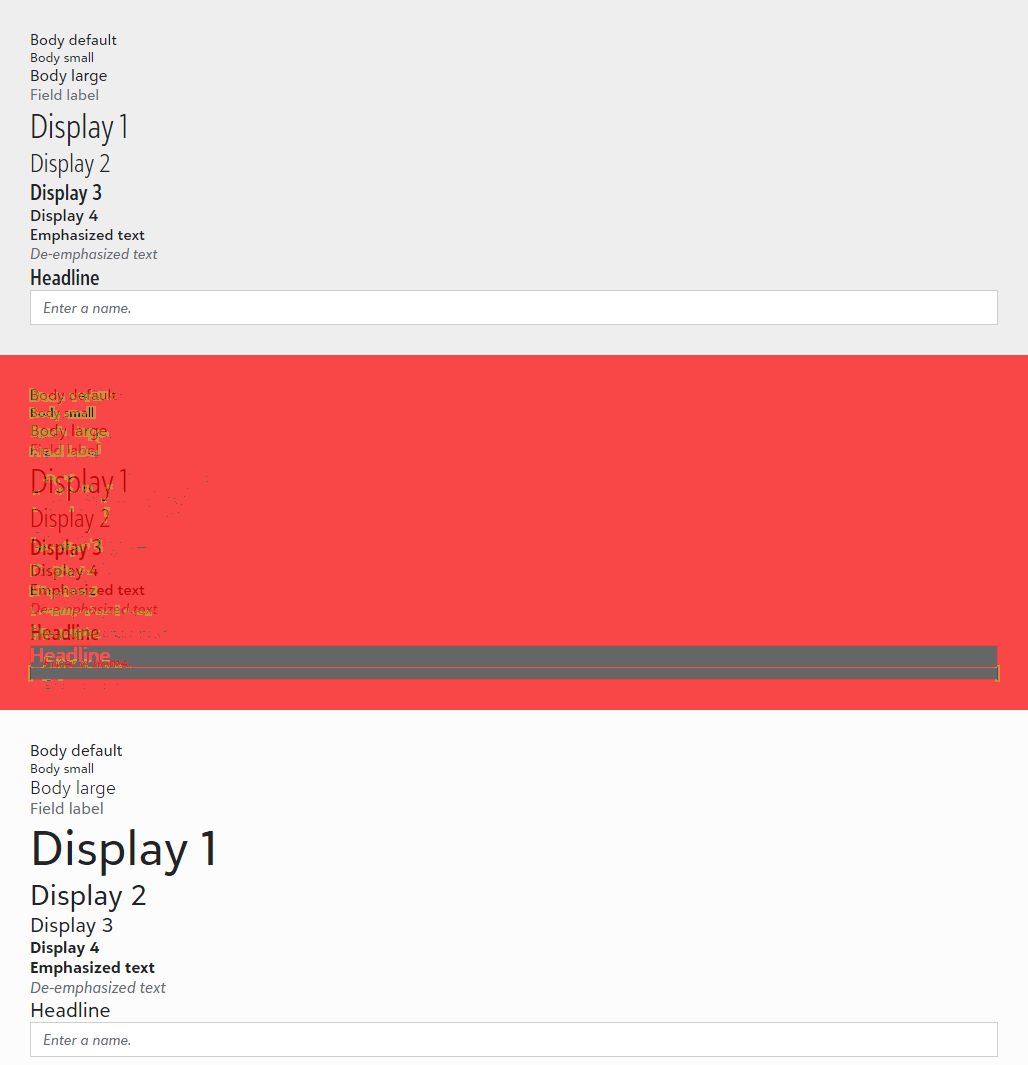 Body default
Body small
Body large
Field label
Display 1
Display 2
Display 3
Display 4
Emphasized text
De-emphasized text
Headline
Enter a name.
Body default
Body small
Body large
Field label
Display 1
Display 2
Display 3
Display 4
Emphasized text
De-emphasized text
Headline
Headline
Body default
Body small
Body large
Field label
Display 1
Display 2
Display 3
Display 4
Emphasized text
De-emphasized text
Headline
Enter a name.